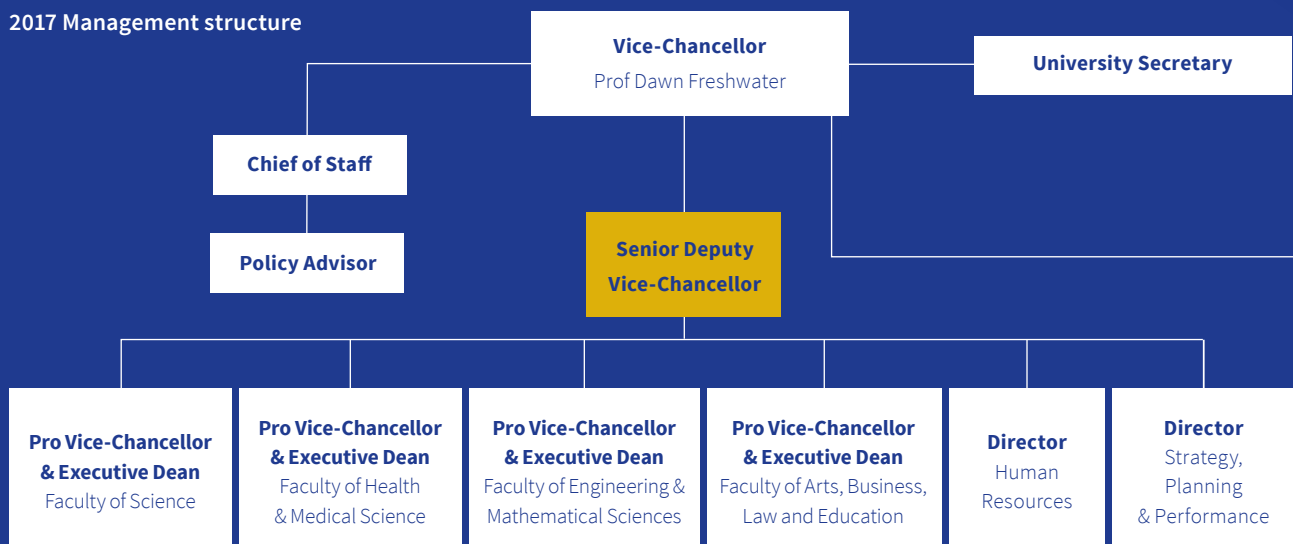 2017 Management structure
Vice-Chancellor
Prof Dawn Freshwater
University Secretary
Chief of Staff
Policy Advisor
Senior Deputy
Vice-Chancellor
Pro Vice-Chancellor
& Executive Dean
Faculty of Science
Pro Vice-Chancellor
& Executive Dean
Faculty of Health
& Medical Science
Pro Vice-Chancellor
& Executive Dean
Faculty of Engineering &
Mathematical Sciences
Pro Vice-Chancellor
& Executive Dean
Faculty of Arts, Business,
Law and Education
Director
Human
Resources
Director
Strategy,
Planning
& Performance